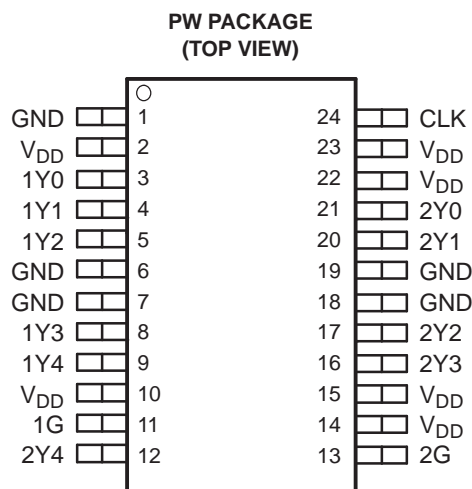 PW PACKAGE
(TOP VIEW)
GND 1 24 CLK
VDD 2 23 VDD
1Y0 3 22 VDD
1Y1 4 21 2Y0
1Y2 5 20 2Y1
GND 6 19 GND
GND 7 18 GND
1Y3 8 17 2Y2
1Y4 9 16 2Y3
VDD 10 15 VDD
1G 11 14 VDD
2Y4 12 13 2G